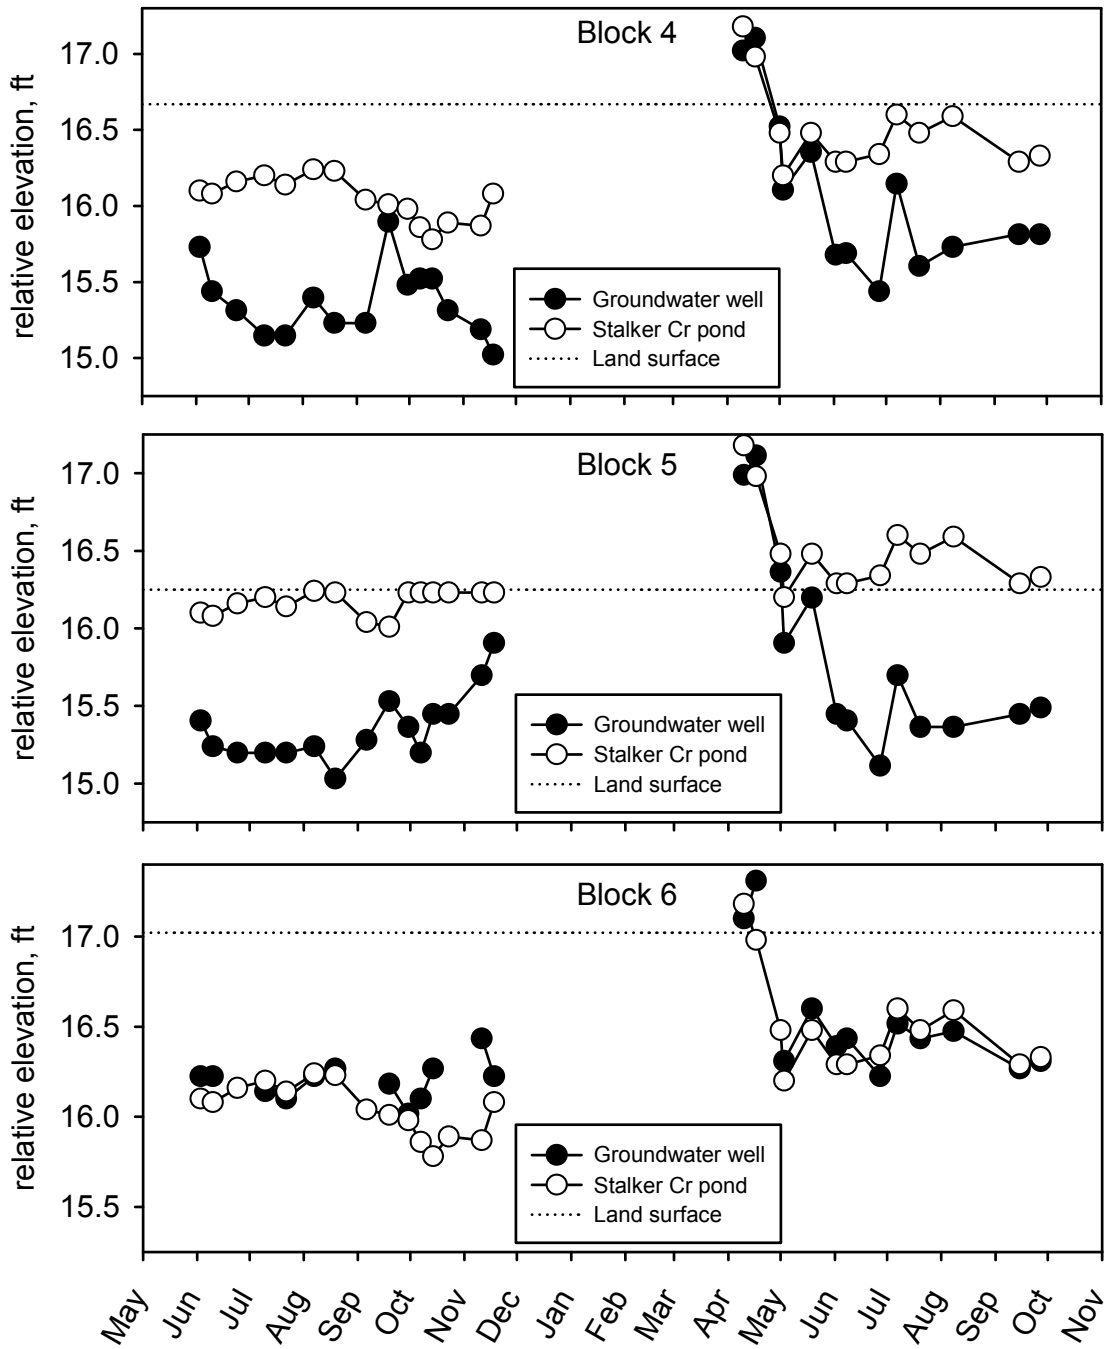 Block 4
relative elevation, ft
17.0
16.5
16.0
15.5
15.0
Groundwater well
Stalker Cr pond
Land surface
Block 5
relative elevation, ft
17.0
16.5
16.0
15.5
15.0
Groundwater well
Stalker Cr pond
Land surface
Block 6
relative elevation, ft
17.0
16.5
16.0
15.5
Groundwater well
Stalker Cr pond
Land surface
May Jun Jul Aug Sep Oct Nov Dec Jan Feb Mar Apr May Jun Jul Aug Sep Oct Nov